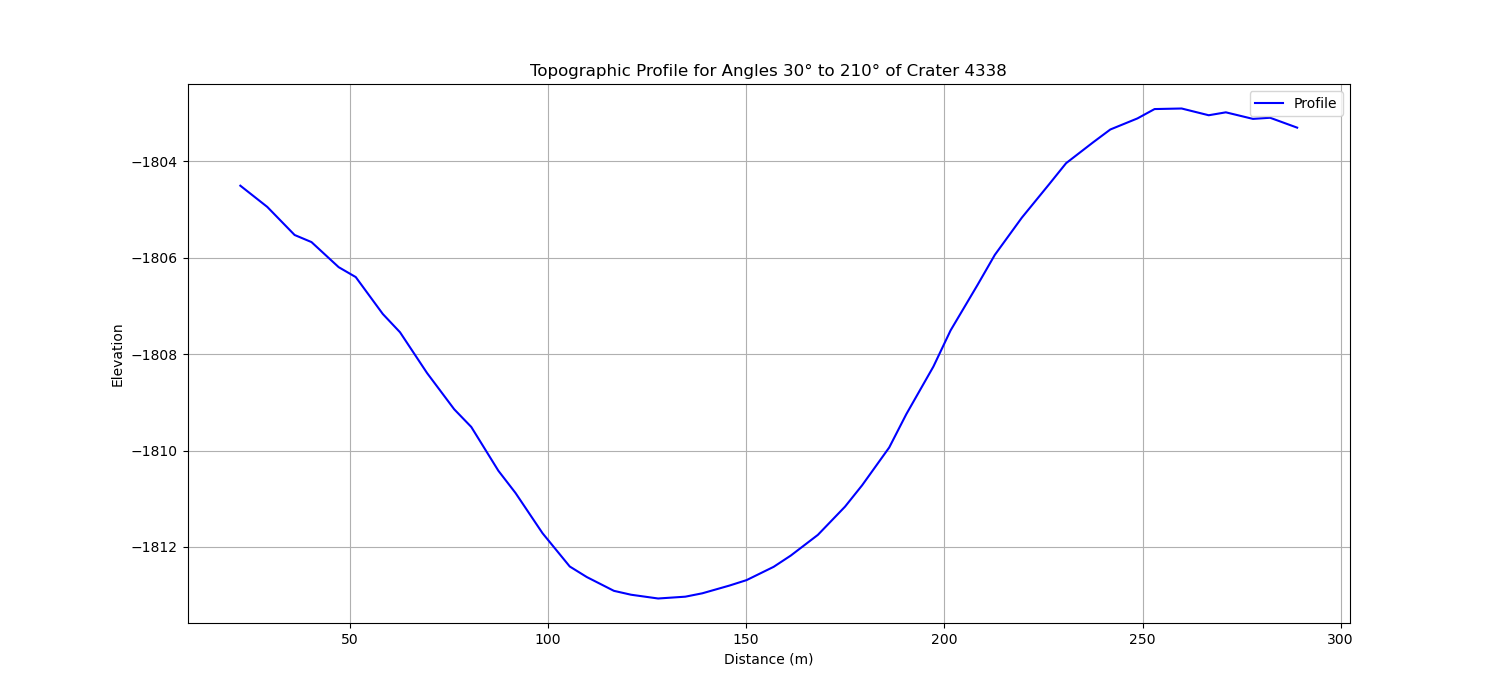 Topographic Profile for Angles 30° to 210° of Crater 4338
Profile
−1804
−1806
−1808
−1810
−1812
Elevation
50
100
150
200
250
300
Distance (m)